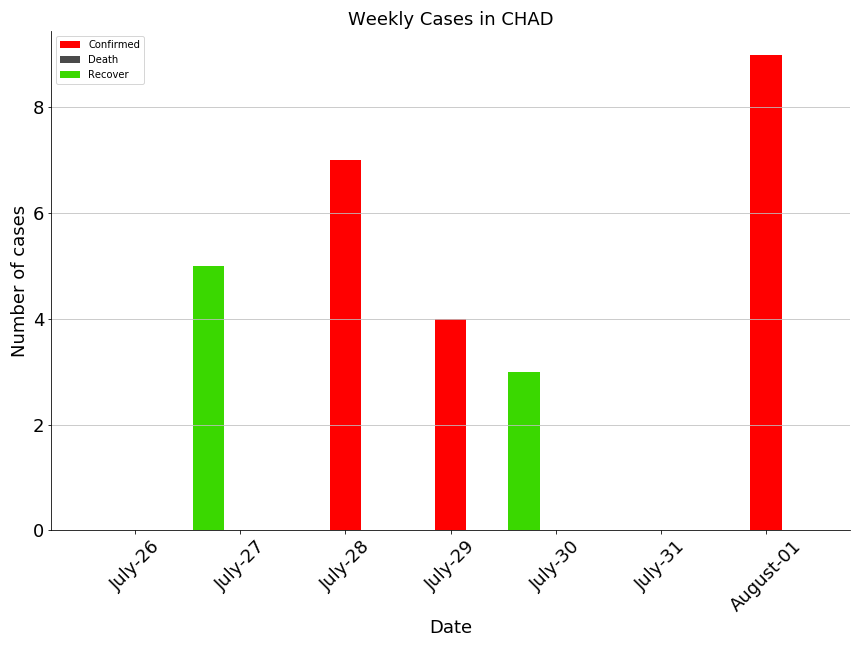 Weekly Cases in CHAD
Confirmed
Death
Recover
Number of cases
8
6
4
2
0
July-26
July-27
July-28
July-29
July-30
July-31
August-01
Date